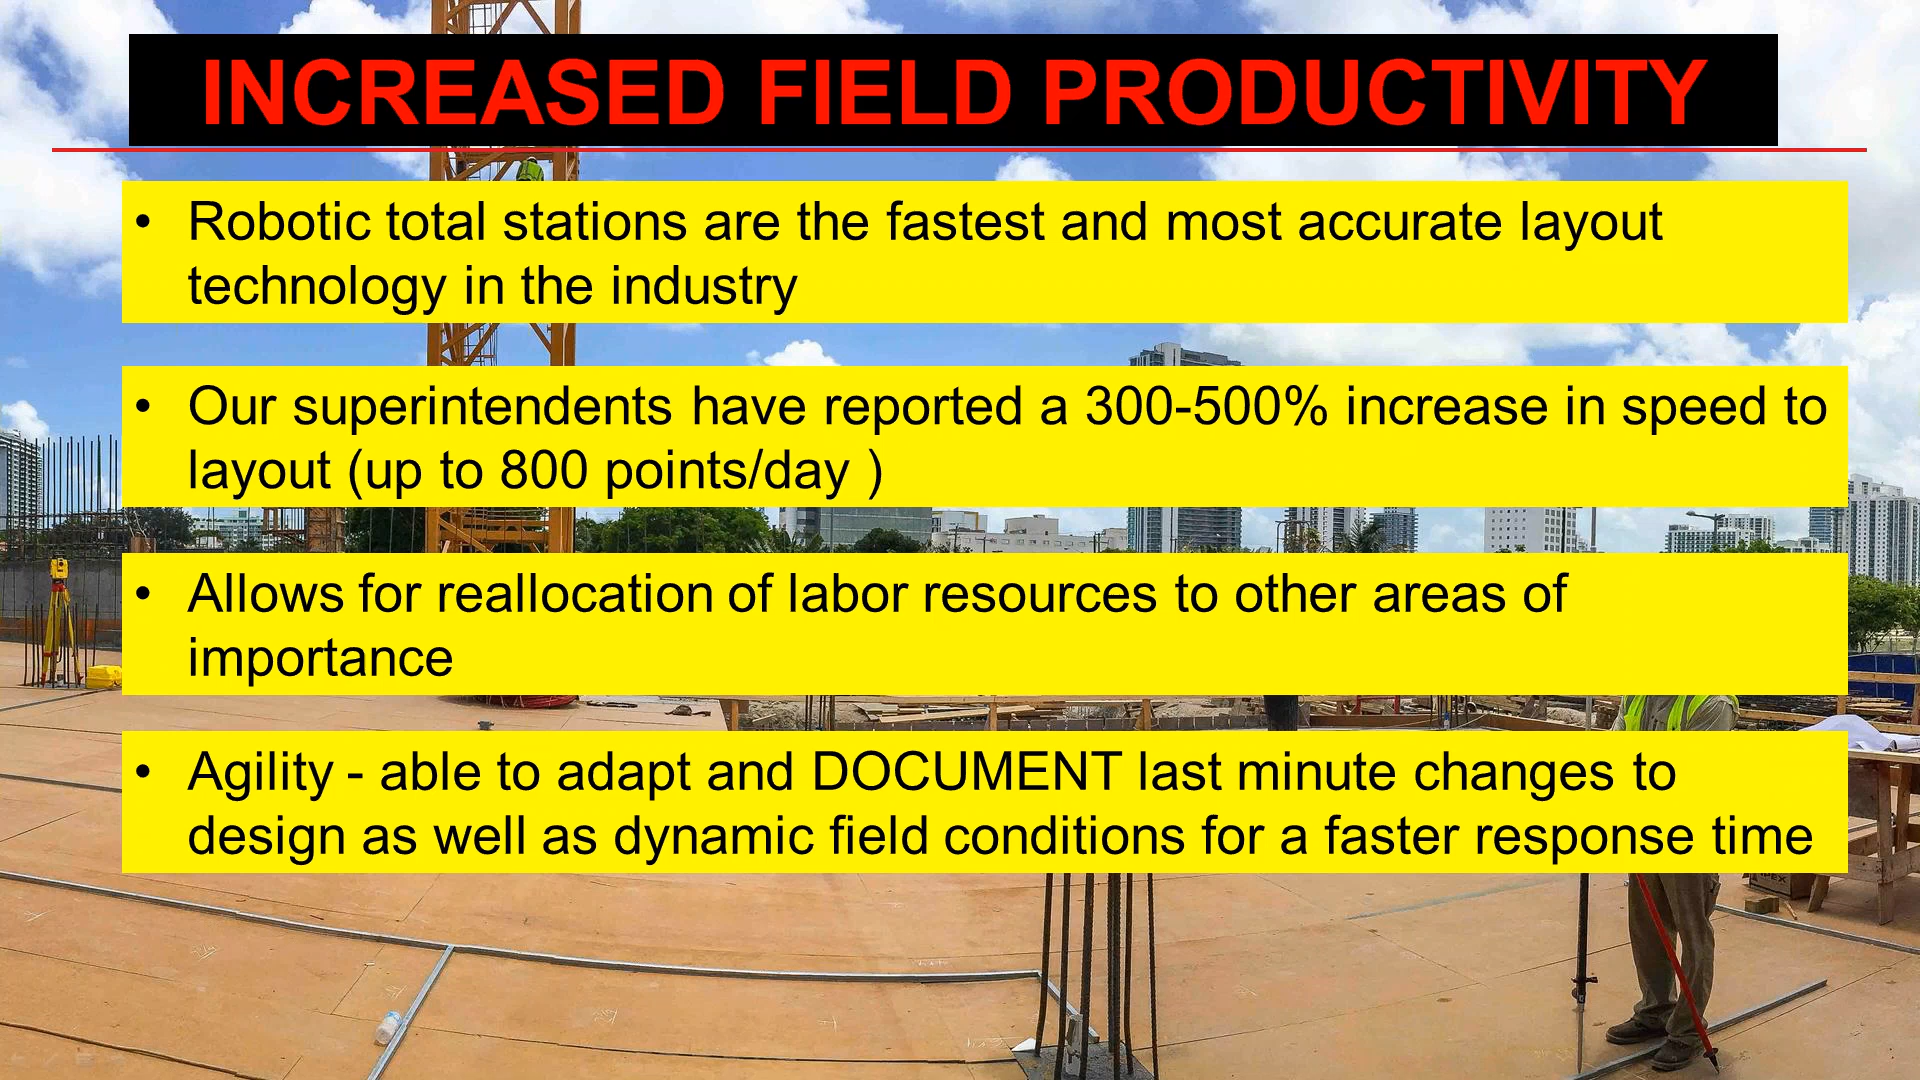 INCREASED FIELD PRODUCTIVITY
• Robotic total stations are the fastest and most accurate layout
technology in the industry
• Our superintendents have reported a 300-500% increase in speed to
layout (up to 800 points/day )
• Allows for reallocation of labor resources to other areas of
importance
• Agility - able to adapt and DOCUMENT last minute changes to
design as well as dynamic field conditions for a faster response time